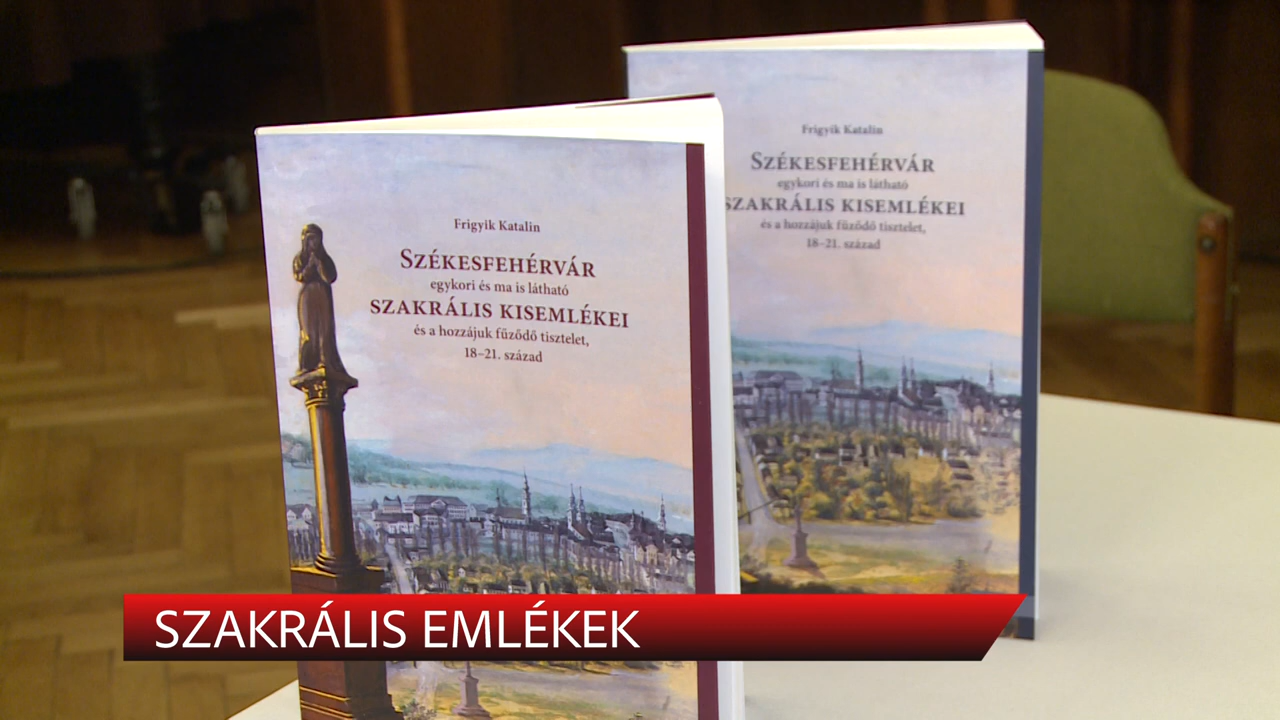 Frigyik Katalin
SZÉKESFEHÉRVÁR
egykori és ma is látható
SZAKRÁLIS KISEMLÉKEI
és a hozzájuk fűződő tisztelet,
18–21. század
Frigyik Katalin
SZÉKESFEHÉRVÁR
egykori és ma is látható
SZAKRÁLIS KISEMLÉKEI
és a hozzájuk fűződő tisztelet,
18–21. század
SZAKRÁLIS EMLÉKEK